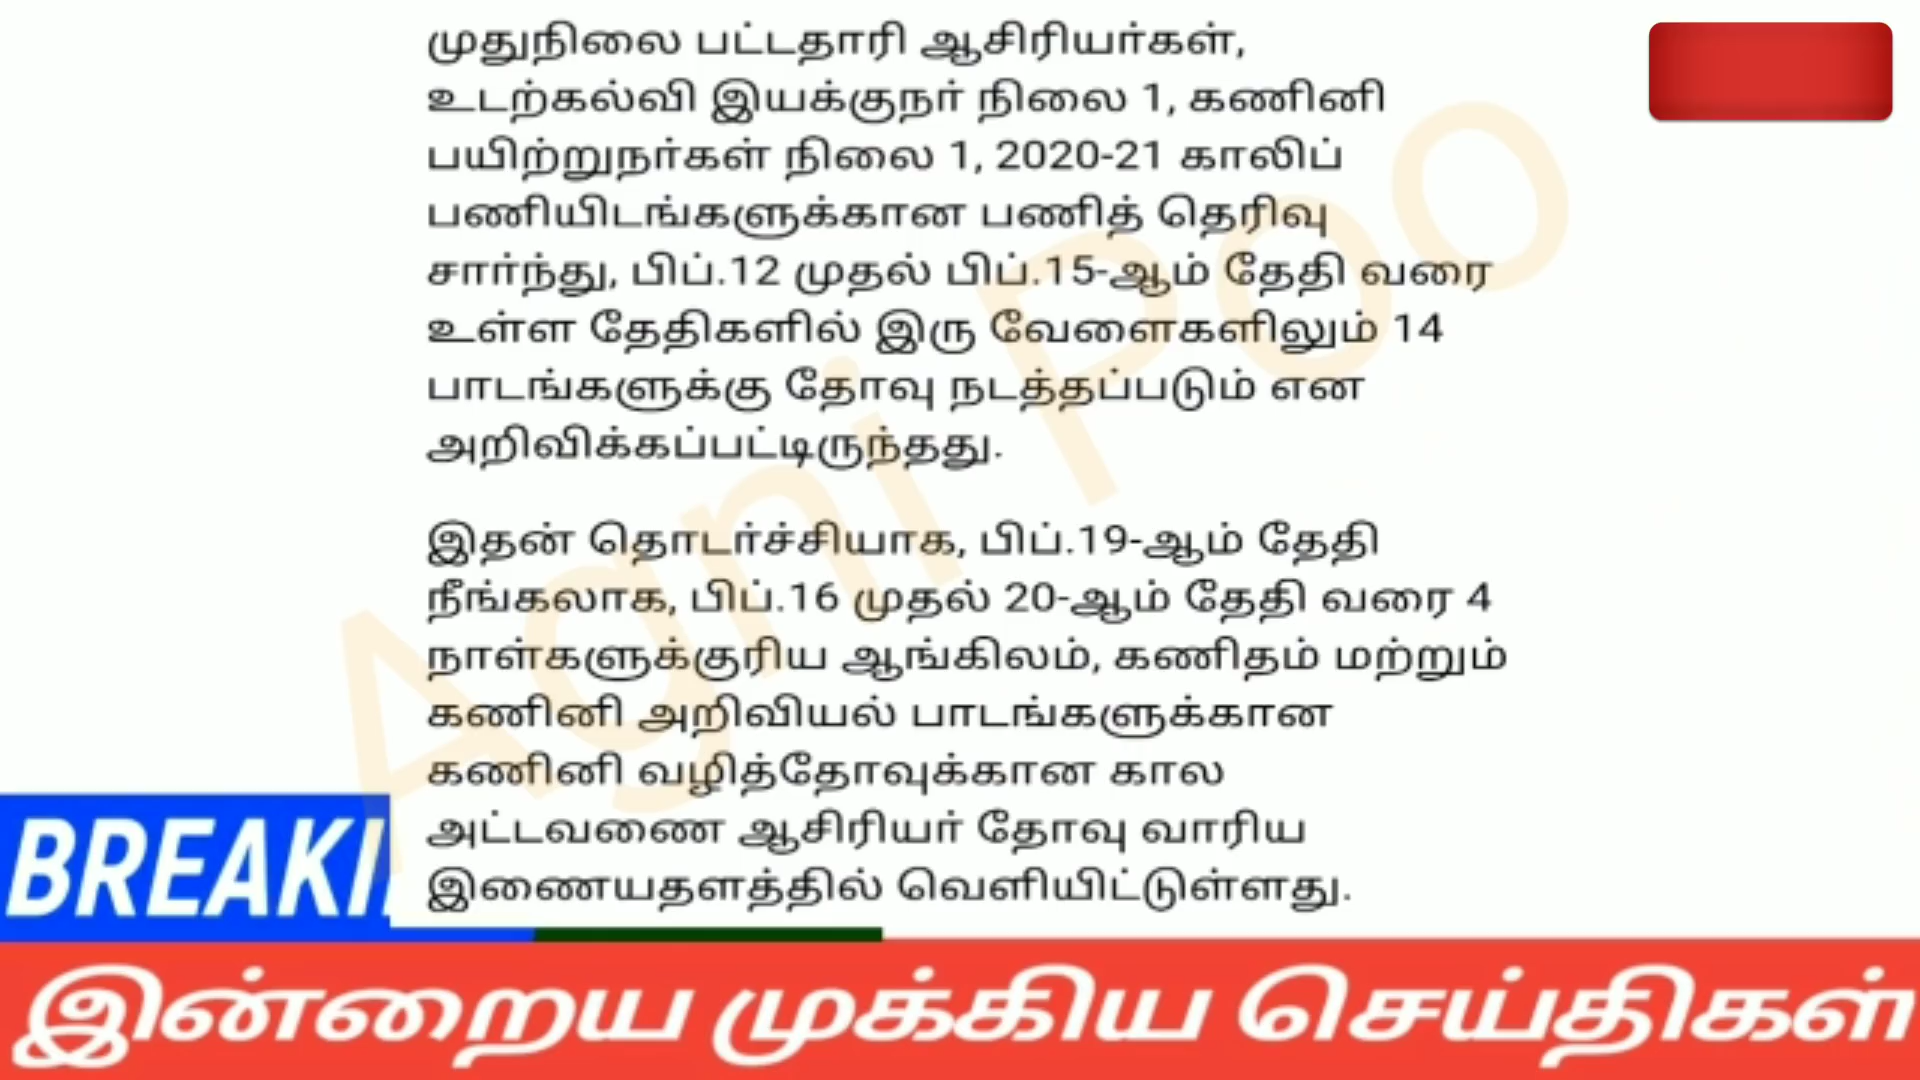 முதுநிலை பட்டதாரி ஆசிரியர்கள்,
உடற்கல்வி இயக்குநர் நிலை 1, கணினி
பயிற்றுநர்கள் நிலை 1, 2020-21 காலிப்
பணியிடங்களுக்கான பணித் தெரிவு
சார்ந்து, பிப்.12 முதல் பிப்.15-ஆம் தேதி வரை
உள்ள தேதிகளில் இரு வேளைகளிலும் 14
பாடங்களுக்கு தேர்வு நடத்தப்படும் என
அறிவிக்கப்பட்டிருந்தது.
இதன் தொடர்ச்சியாக, பிப்.19-ஆம் தேதி
நீங்கலாக, பிப்.16 முதல் 20-ஆம் தேதி வரை 4
நாள்களுக்குரிய ஆங்கிலம், கணிதம் மற்றும்
கணினி அறிவியல் பாடங்களுக்கான
கணினி வழித்தேர்வுக்கான கால
அட்டவணை ஆசிரியர் தேர்வு வாரிய
இணையதளத்தில் வெளியிட்டுள்ளது.
Agni Poo
BREAKI
இன்றைய முக்கிய செய்திகள்